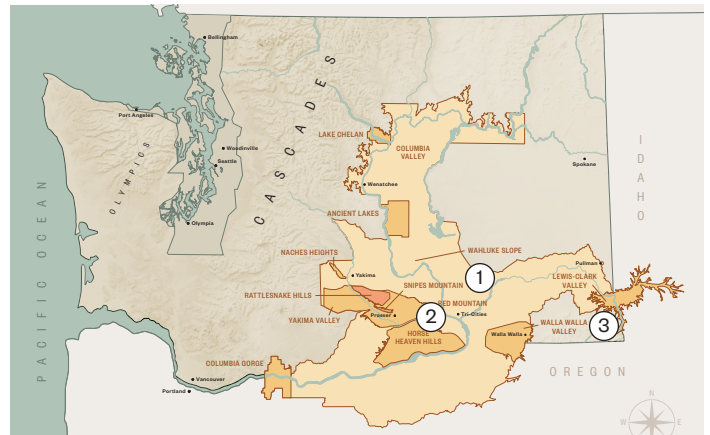 Bellingham
Port Angeles
OLYMPICS
Woodinville
Seattle
Olympia
CASCADES
PACIFIC OCEAN
LAKE CHELAN
COLUMBIA
VALLEY
Wenatchee
Spokane
IDAHO
ANCIENT LAKES
NACHES HEIGHTS
Yakima
WAHLUKE SLOPE
Pullman
LEWIS-CLARK
VALLEY
1
RATTLESNAKE HILLS
SNIPES MOUNTAIN
RED MOUNTAIN
Prosser
2
Tri-Cities
YAKIMA VALLEY
HORSE
HEAVEN HILLS
Walla Walla
WALLA WALLA
VALLEY
3
COLUMBIA GORGE
Vancouver
Portland
OREGON
N
W
E
S